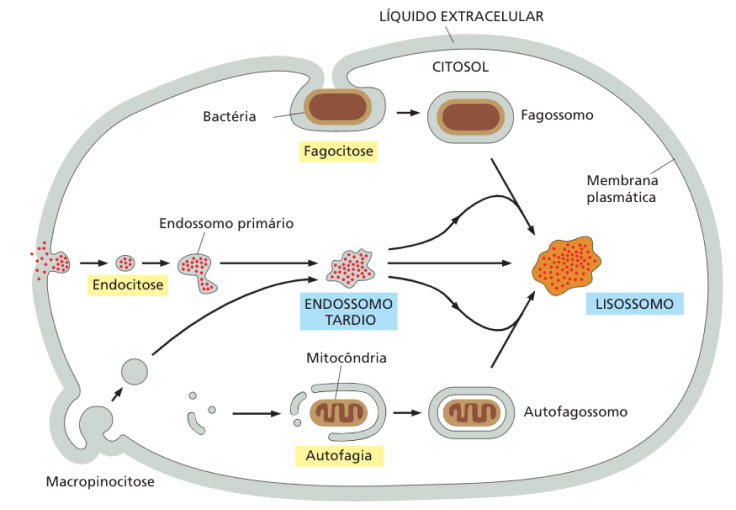 LÍQUIDO EXTRACELULAR
CITOSOL
Bactéria
Fagossomo
Fagocitose
Membrana
plasmática
Endossomo primário
Endocitose
ENDOSSOMO
TARDIO
LISOSSOMO
Mitocôndria
Autofagossomo
Autofagia
Macropinocitose